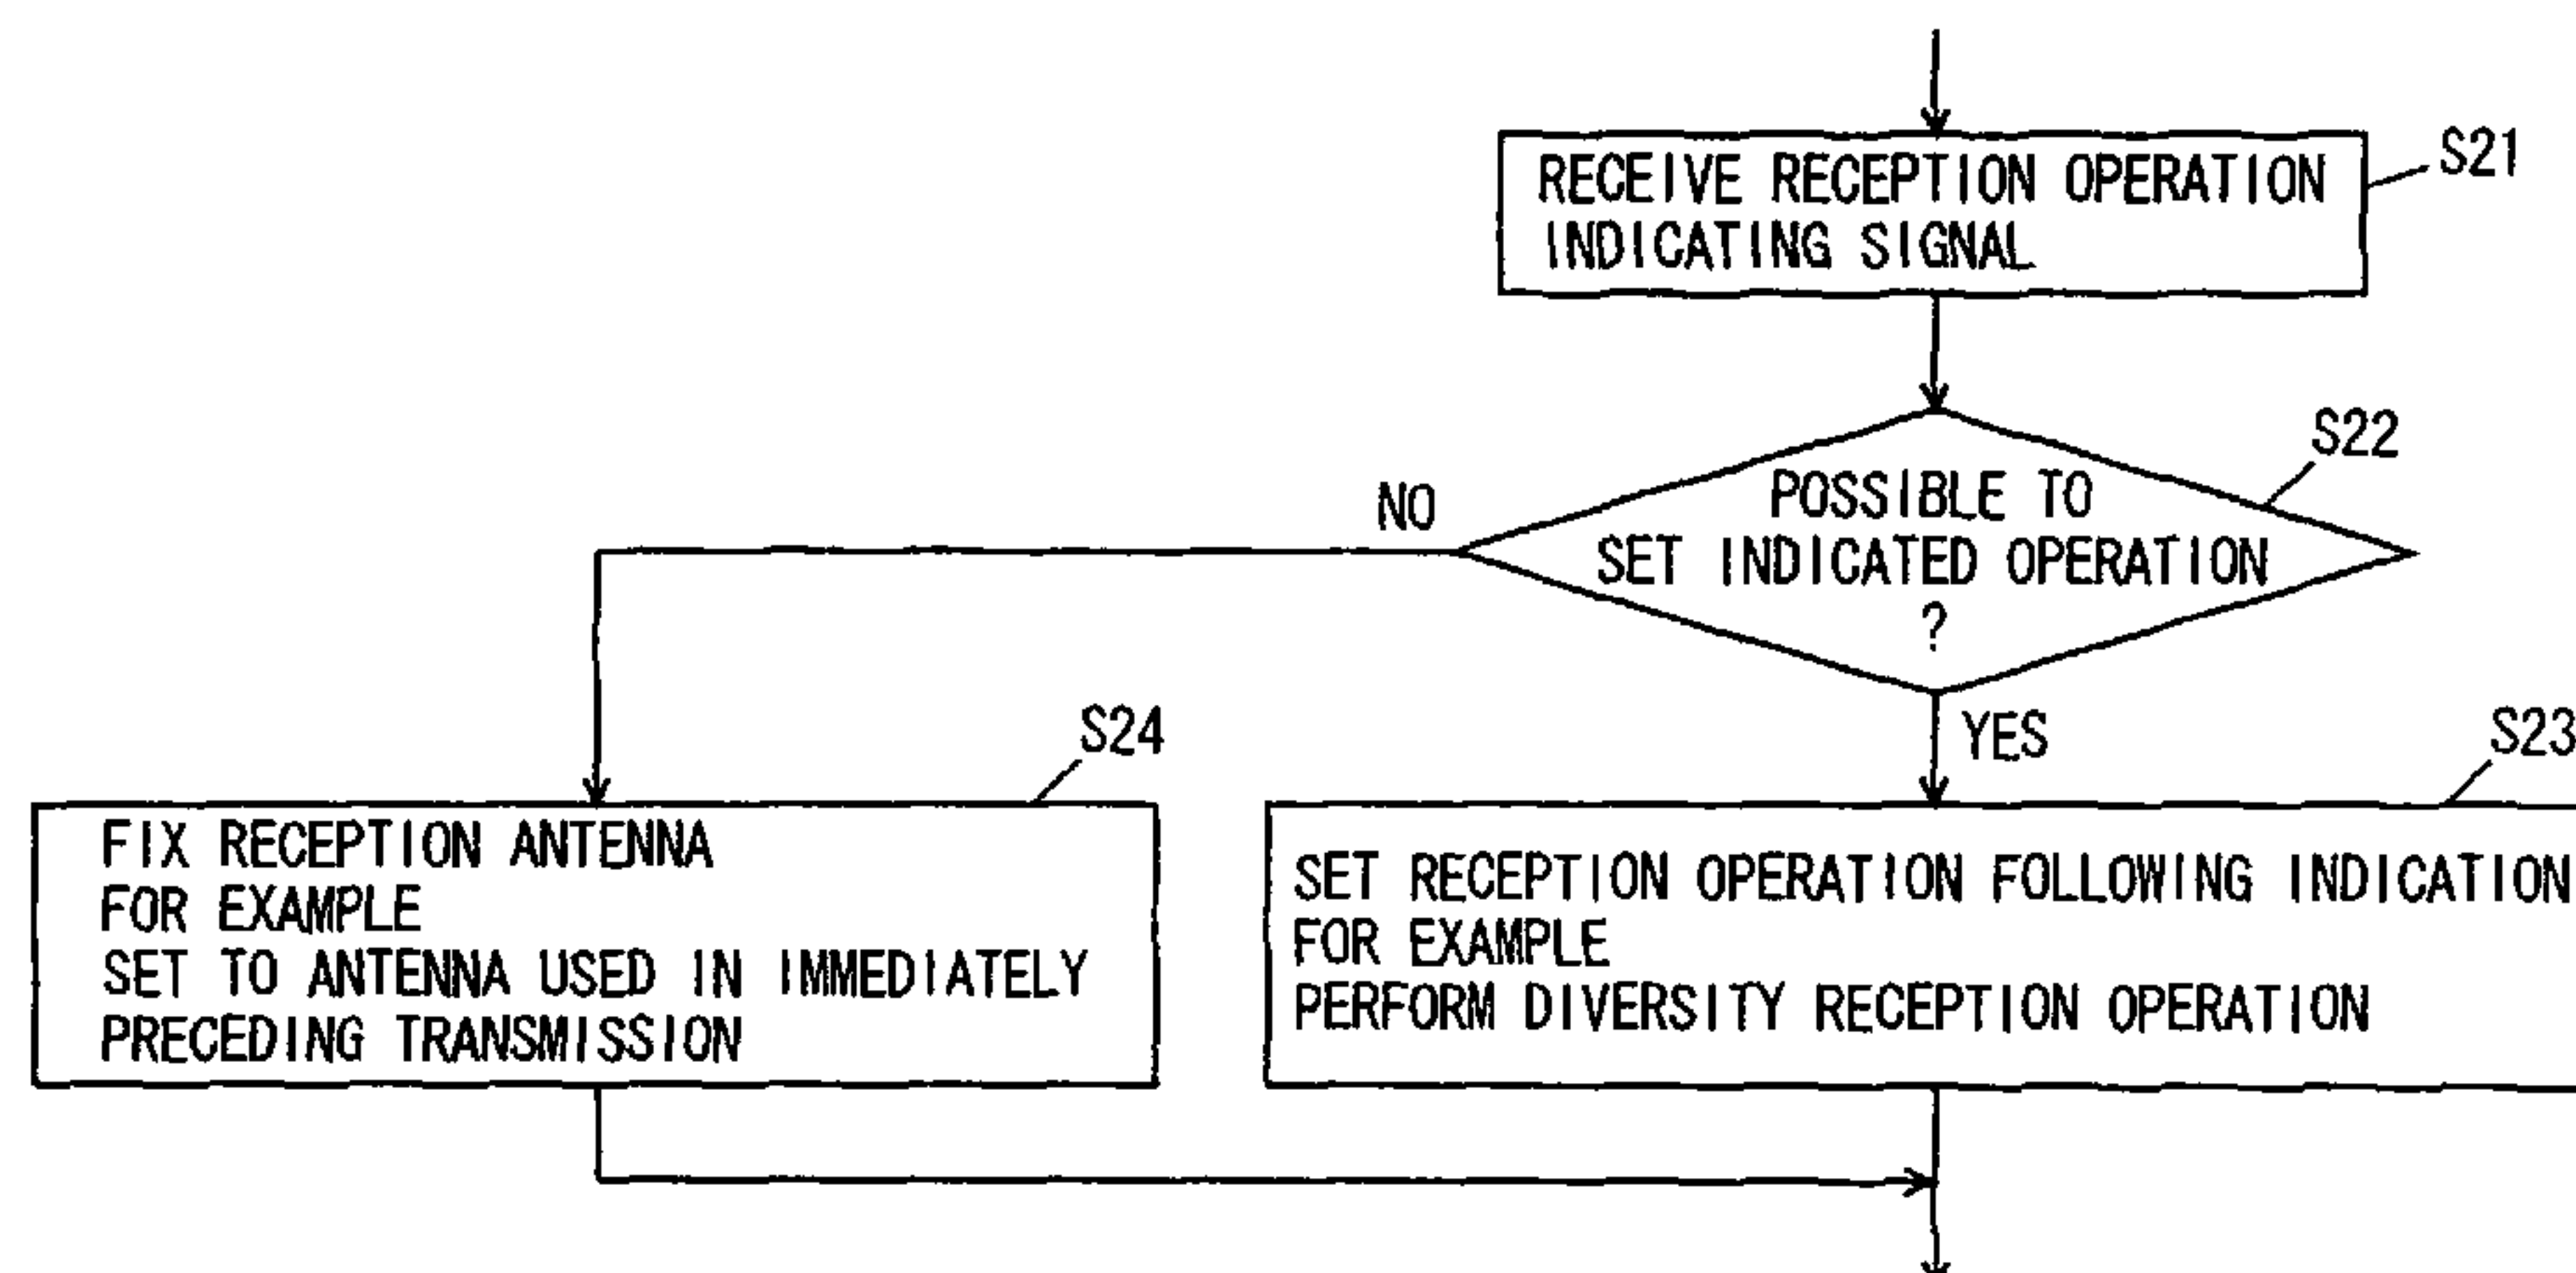 RECEIVE RECEPTION OPERATION
INDICATING SIGNAL
S21
POSSIBLE TO
SET INDICATED OPERATION
?
S22
NO
YES
S24
FIX RECEPTION ANTENNA
FOR EXAMPLE
SET TO ANTENNA USED IN IMMEDIATELY
PRECEDING TRANSMISSION
S23
SET RECEPTION OPERATION FOLLOWING INDICATION
FOR EXAMPLE
PERFORM DIVERSITY RECEPTION OPERATION